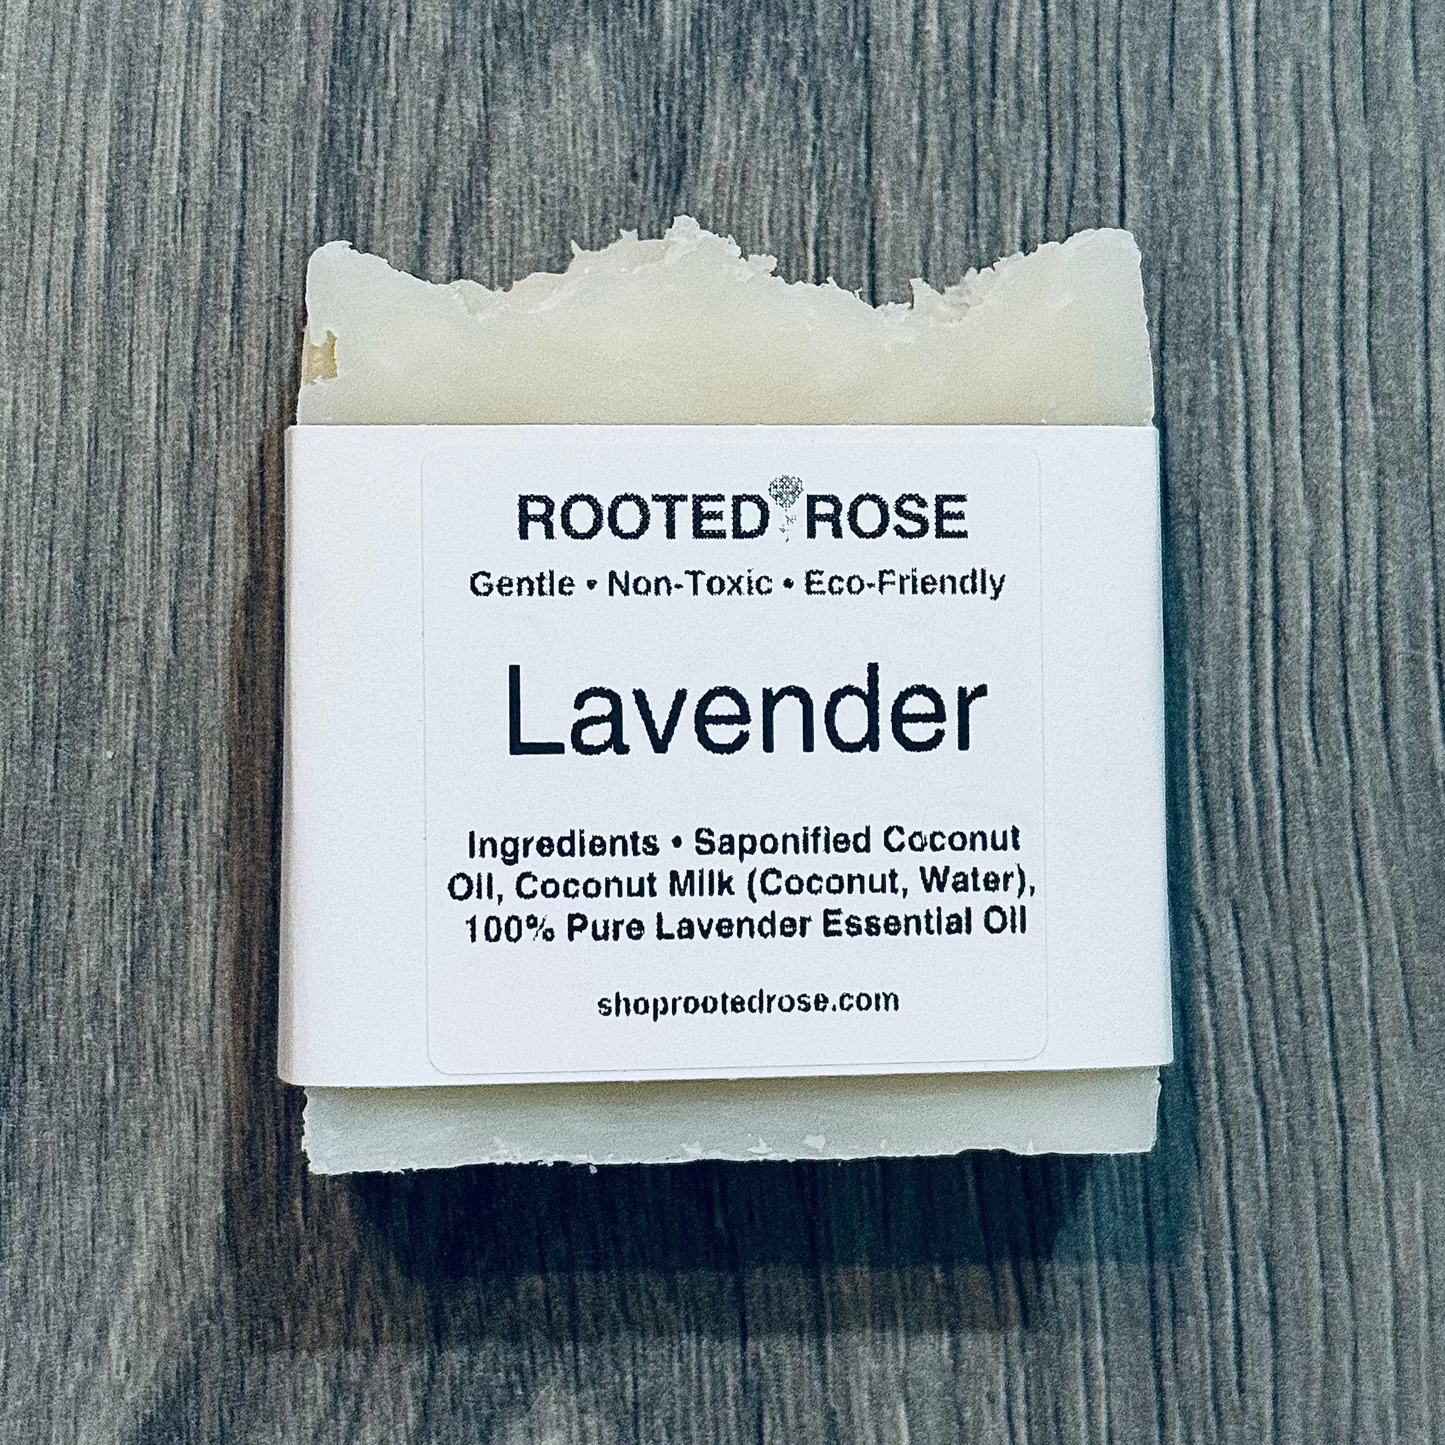 ROOTED ROSE
Gentle • Non-Toxic • Eco-Friendly
Lavender
Ingredients • Saponified Coconut
Oil, Coconut Milk (Coconut, Water),
100% Pure Lavender Essential Oil
shoprootedrose.com